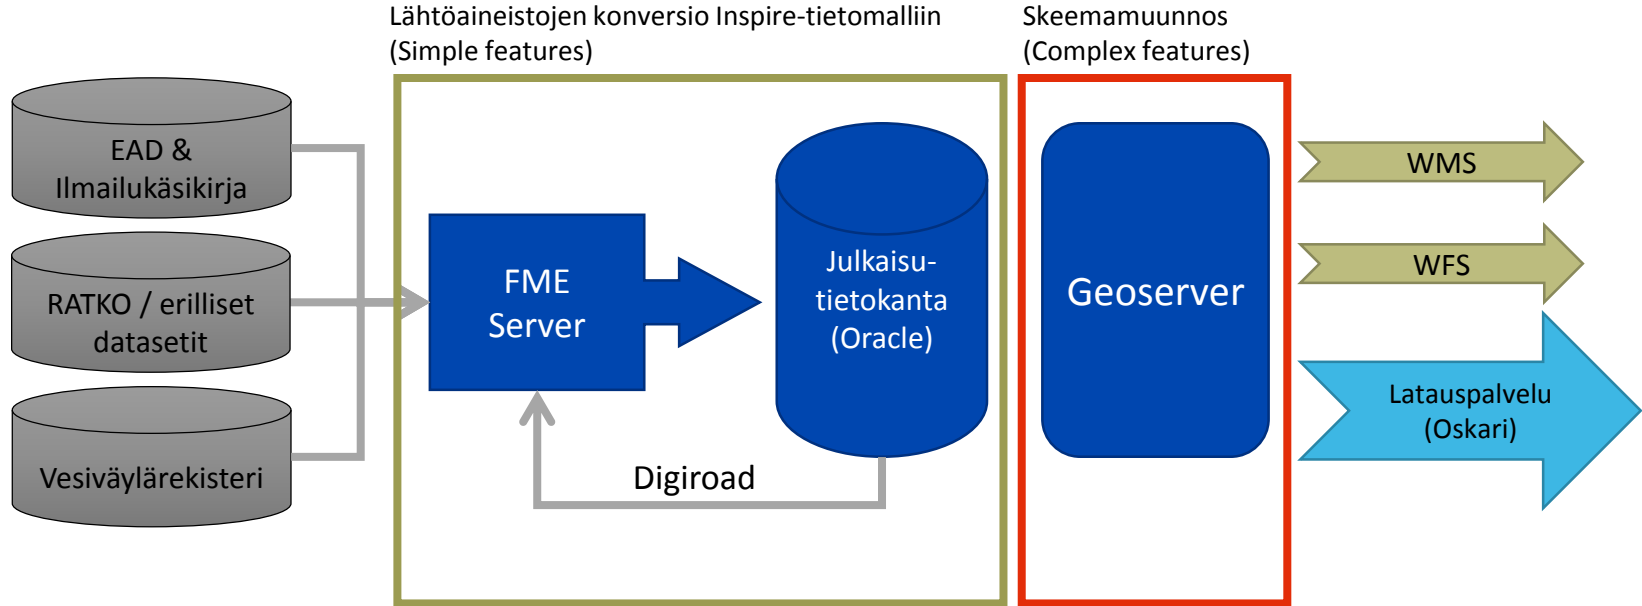 Lähtöaineistojen konversio Inspire-tietomalliin
(Simple features)
Skeemamuunnos
(Complex features)
EAD &
Ilmailukäsikirja
RATKO / erilliset
datasetit
Vesiväylärekisteri
FME
Server
Julkaisu-
tietokanta
(Oracle)
Digiroad
Geoserver
WMS
WFS
Latauspalvelu
(Oskari)